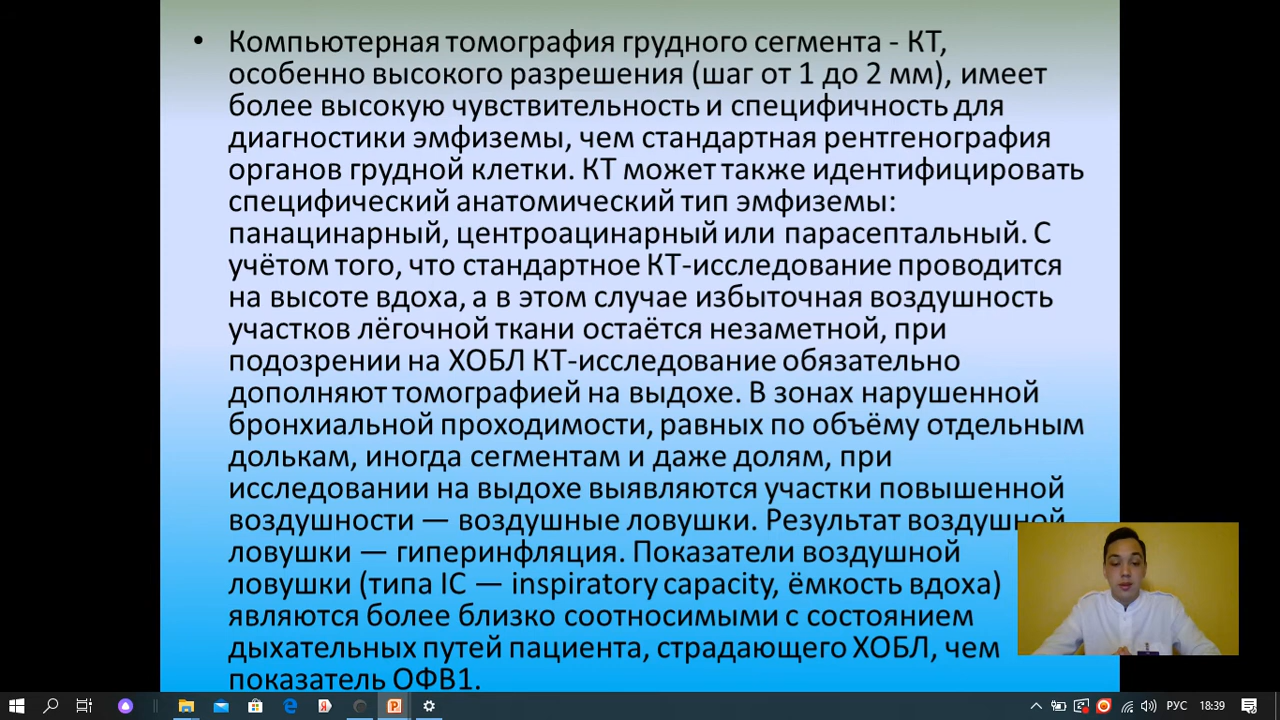 • Компьютерная томография грудного сегмента - КТ,
особенно высокого разрешения (шаг от 1 до 2 мм), имеет
более высокую чувствительность и специфичность для
диагностики эмфиземы, чем стандартная рентгенография
органов грудной клетки. КТ может также идентифицировать
специфический анатомический тип эмфиземы:
панацинарный, центроацинарный или парасептальный. С
учётом того, что стандартное КТ-исследование проводится
на высоте вдоха, а в этом случае избыточная воздушность
участков лёгочной ткани остаётся незаметной, при
подозрении на ХОБЛ КТ-исследование обязательно
дополняют томографией на выдохе. В зонах нарушенной
бронхиальной проходимости, равных по объёму отдельным
долькам, иногда сегментам и даже долям, при
исследовании на выдохе выявляются участки повышенной
воздушности — воздушные ловушки. Результат воздушной
ловушки — гиперинфляция. Показатели воздушной
ловушки (типа IC — inspiratory capacity, ёмкость вдоха)
являются более близко соотносимыми с состоянием
дыхательных путей пациента, страдающего ХОБЛ, чем
показатель ОФВ1.
РУС
18:39